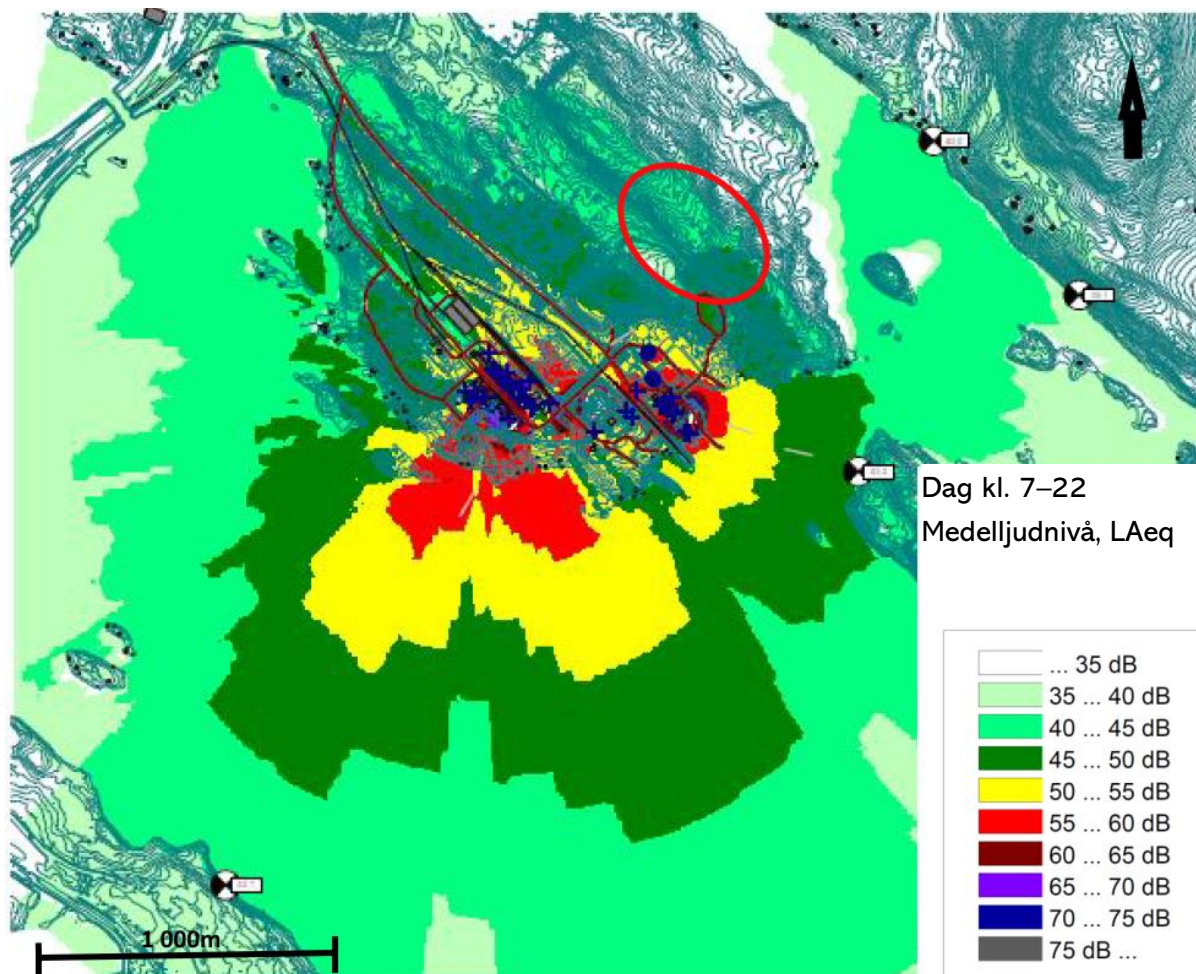 Dag kl. 7–22
Medelljudnivå, LAeq
... 35 dB
35 ... 40 dB
40 ... 45 dB
45 ... 50 dB
50 ... 55 dB
55 ... 60 dB
60 ... 65 dB
65 ... 70 dB
70 ... 75 dB
75 dB ...
1 000m